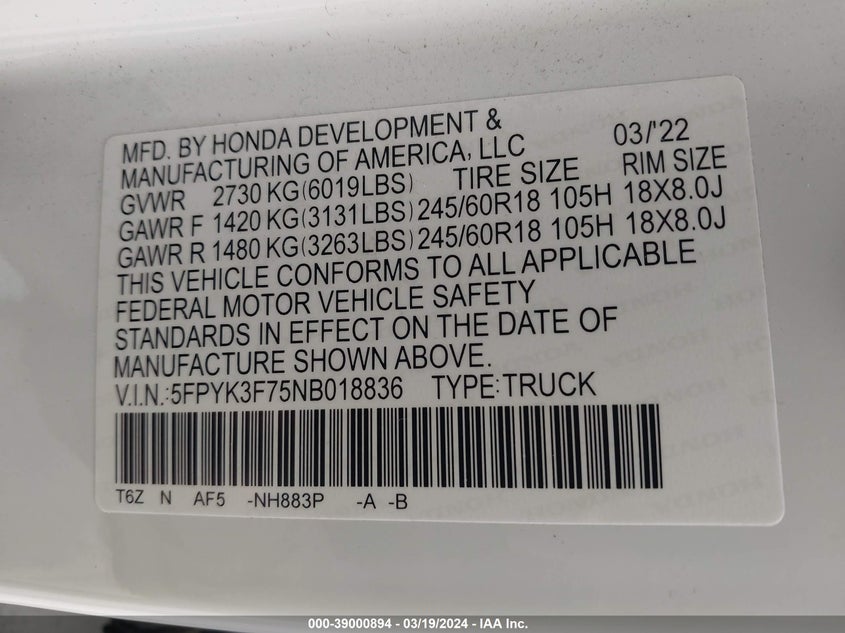 MFD. BY HONDA DEVELOPMENT & 03/'22
MANUFACTURING OF AMERICA, LLC
GVWR 2730 KG(6019LBS) TIRE SIZE RIM SIZE
GAWR F 1420 KG(3131LBS) 245/60R18 105H 18X8.0J
GAWR R 1480 KG(3263LBS) 245/60R18 105H 18X8.0J
THIS VEHICLE CONFORMS TO ALL APPLICABLE
FEDERAL MOTOR VEHICLE SAFETY
STANDARDS IN EFFECT ON THE DATE OF
MANUFACTURE SHOWN ABOVE.
V.I.N.:5FPYK3F75NB018836 TYPE:TRUCK
T6Z N AF5 -NH883P -A -B
000-39000894 — 03/19/2024 — IAA Inc.